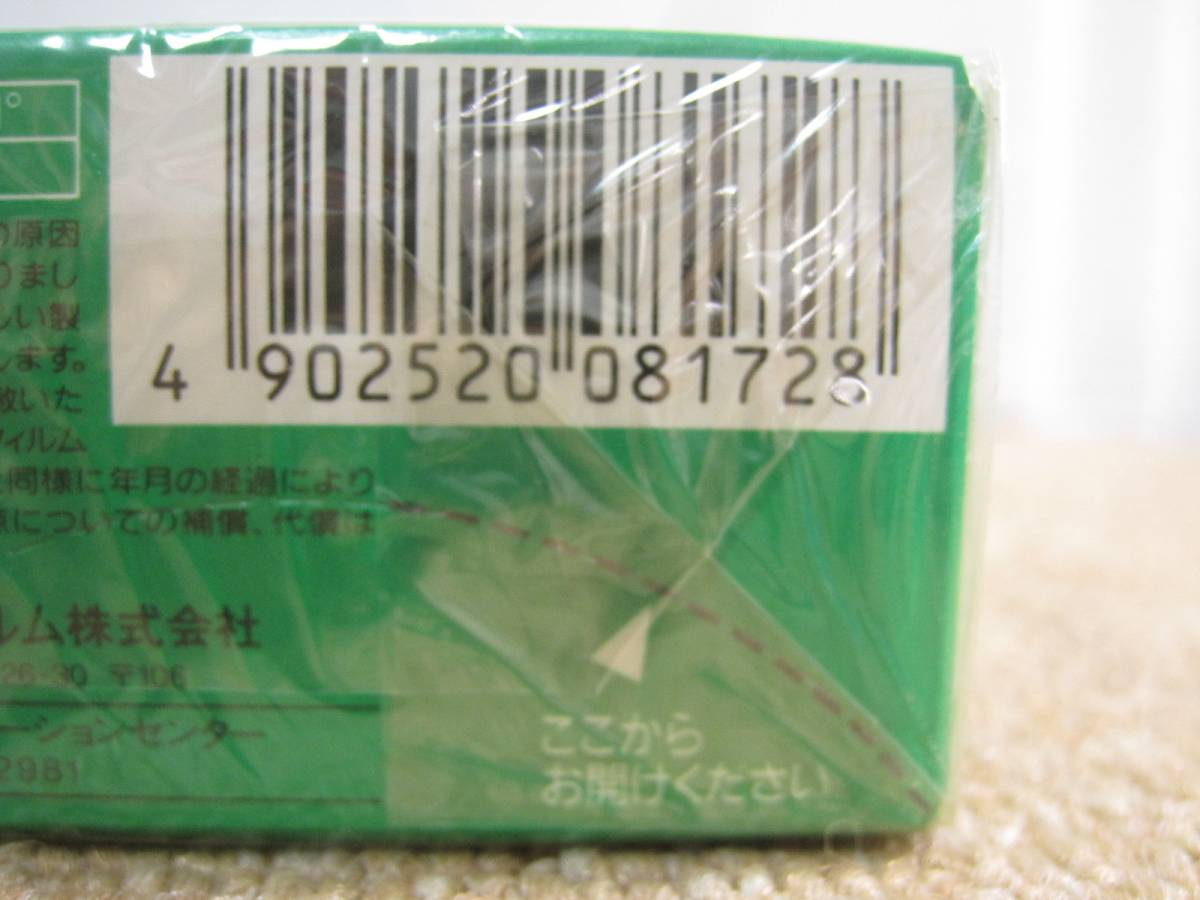 の原因
りまし
しい製
します。
敵いた
フィルム
と同様に年月の経過により
についての補償、代償は
ルム株式会社
26-30 〒106
ーションセンター
2981
4 902520 081728
ここから
お開けください